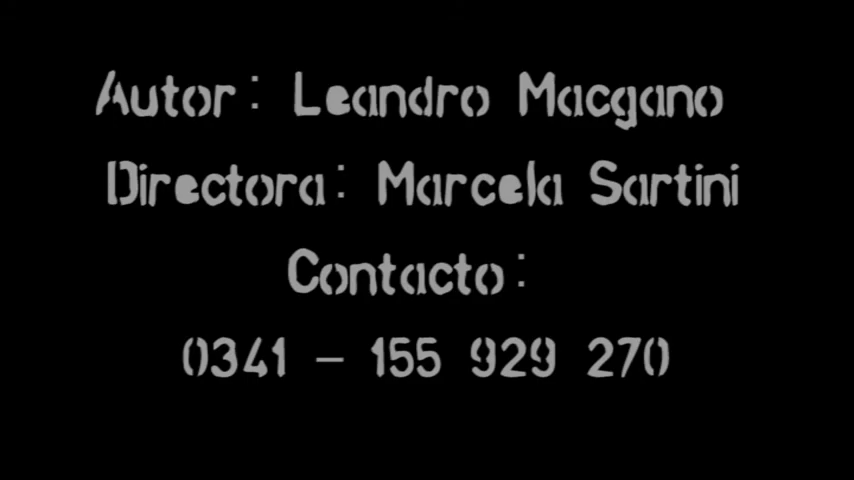 Autor: Leandro Macgano
Directora: Marcela Sartini
Contacto:
0341 - 155 929 270